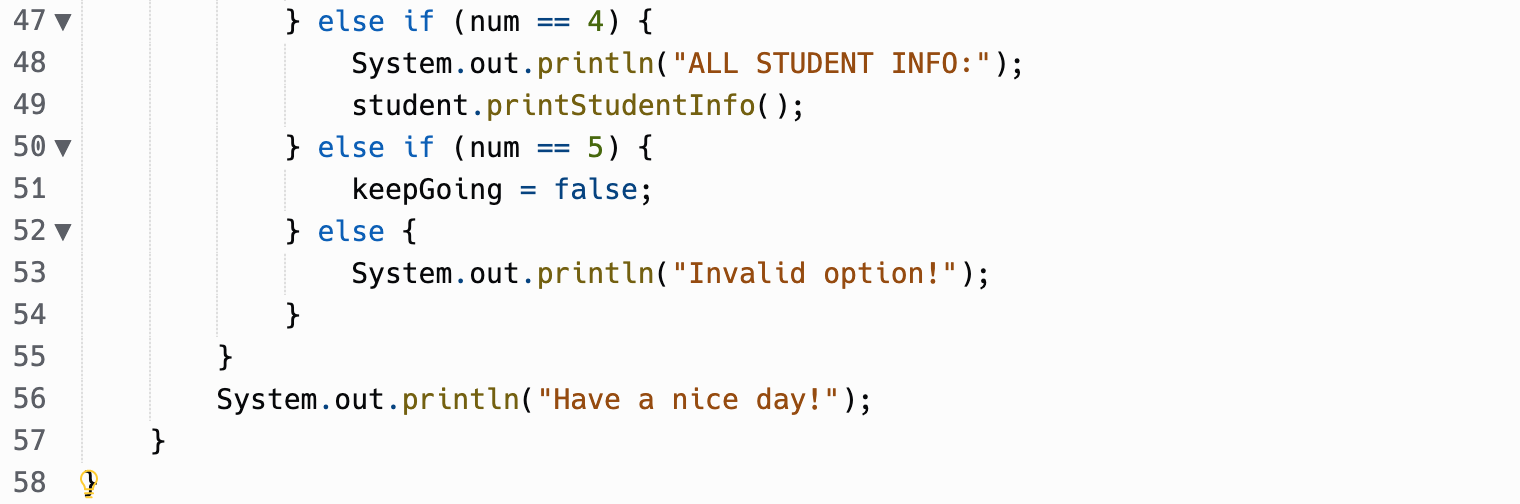 47 } else if (num == 4) {
48 System.out.println("ALL STUDENT INFO:");
49 student.printStudentInfo();
50 } else if (num == 5) {
51 keepGoing = false;
52 } else {
53 System.out.println("Invalid option!");
54 }
55 }
56 System.out.println("Have a nice day!");
57 }
58 }